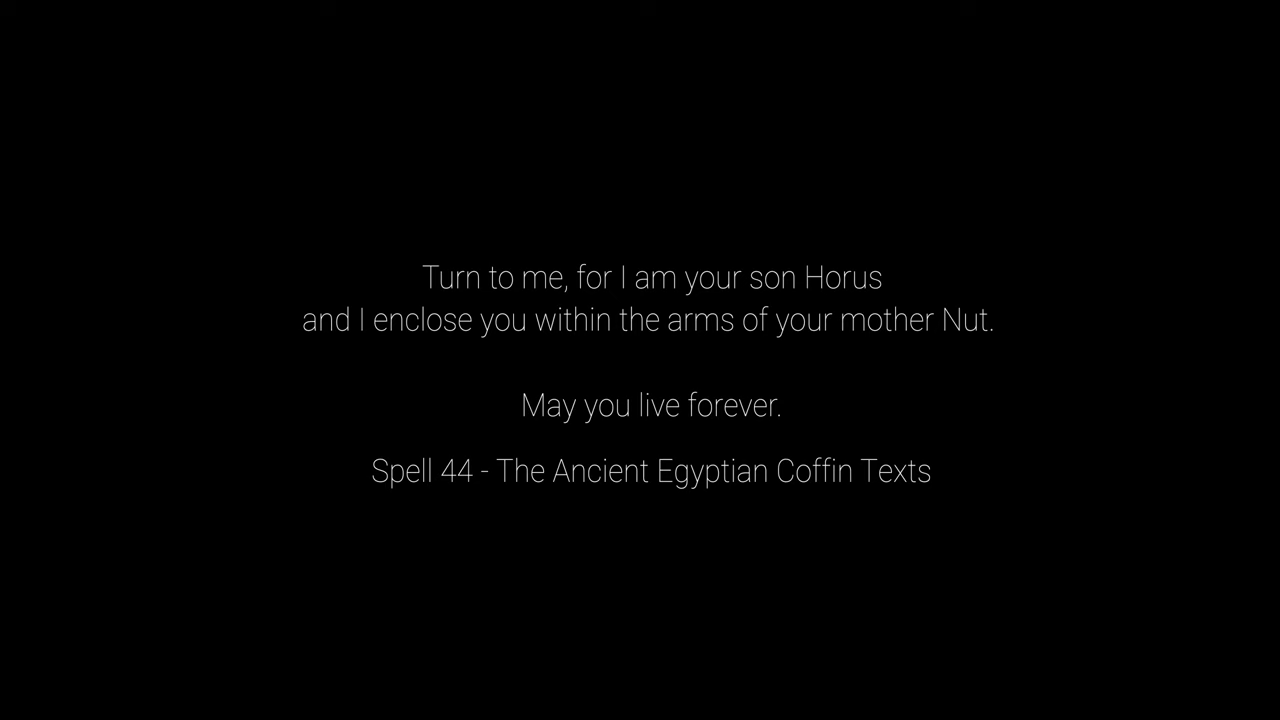 Turn to me, for I am your son Horus
and I enclose you within the arms of your mother Nut.
May you live forever.
Spell 44 - The Ancient Egyptian Coffin Texts